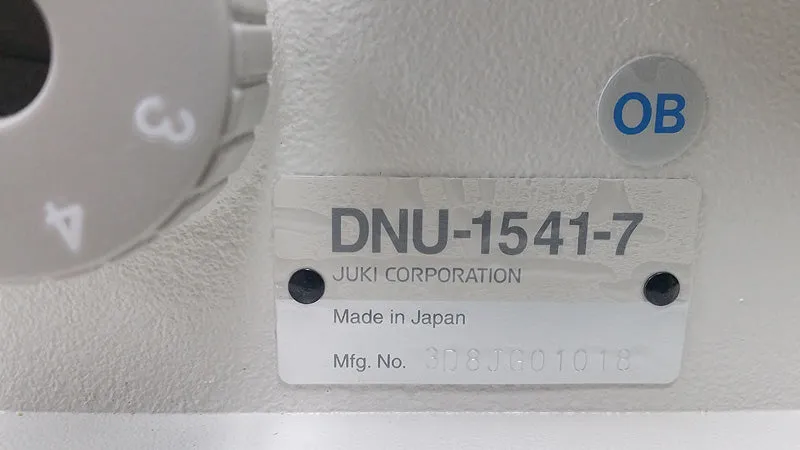 3
4
OB
DNU-1541-7
JUKI CORPORATION
Made in Japan
Mfg. No. 3D8JG01018